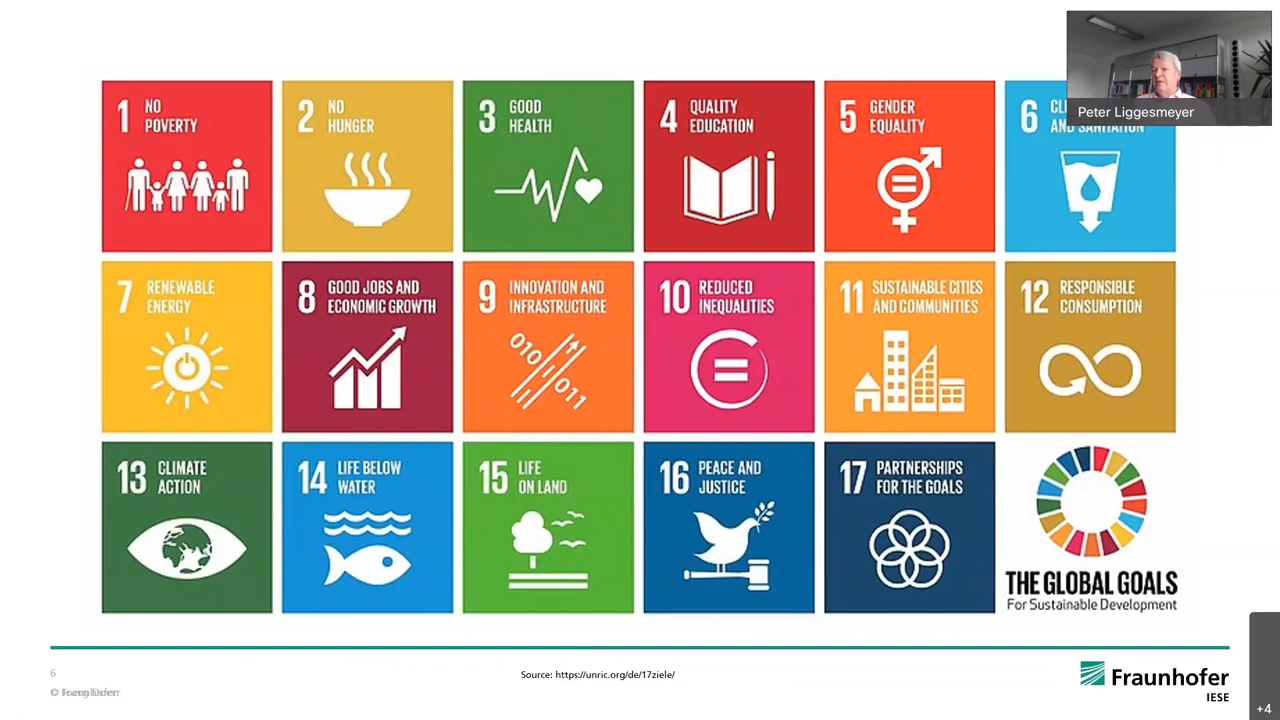 Peter Liggesmeyer
1 NO
POVERTY
2 NO
HUNGER
3 GOOD
HEALTH
4 QUALITY
EDUCATION
5 GENDER
EQUALITY
6
AND SANITATION
7 RENEWABLE
ENERGY
8 GOOD JOBS AND
ECONOMIC GROWTH
9 INNOVATION AND
INFRASTRUCTURE
010
011
10 REDUCED
INEQUALITIES
11 SUSTAINABLE CITIES
AND COMMUNITIES
12 RESPONSIBLE
CONSUMPTION
13 CLIMATE
ACTION
14 LIFE BELOW
WATER
15 LIFE
ON LAND
16 PEACE AND
JUSTICE
17 PARTNERSHIPS
FOR THE GOALS
THE GLOBAL GOALS
For Sustainable Development
6
©
Source: https://unric.org/de/17ziele/
Fraunhofer
IESE
+4